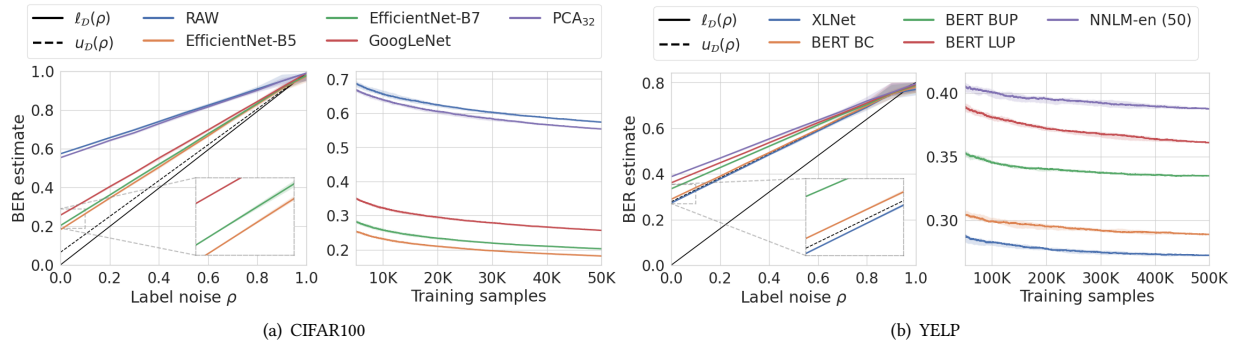 ℓ_D(ρ) RAW EfficientNet-B7 PCA₃₂
u_D(ρ) EfficientNet-B5 GoogLeNet
BER estimate
1.0
0.8
0.6
0.4
0.2
0.0
0.0 0.2 0.4 0.6 0.8 1.0
Label noise ρ
0.7
0.6
0.5
0.4
0.3
0.2
10K 20K 30K 40K 50K
Training samples
(a) CIFAR100
ℓ_D(ρ) XLNet BERT BUP NNLM-en (50)
u_D(ρ) BERT BC BERT LUP
BER estimate
0.8
0.6
0.4
0.2
0.0
0.0 0.2 0.4 0.6 0.8 1.0
Label noise ρ
0.40
0.35
0.30
100K 200K 300K 400K 500K
Training samples
(b) YELP